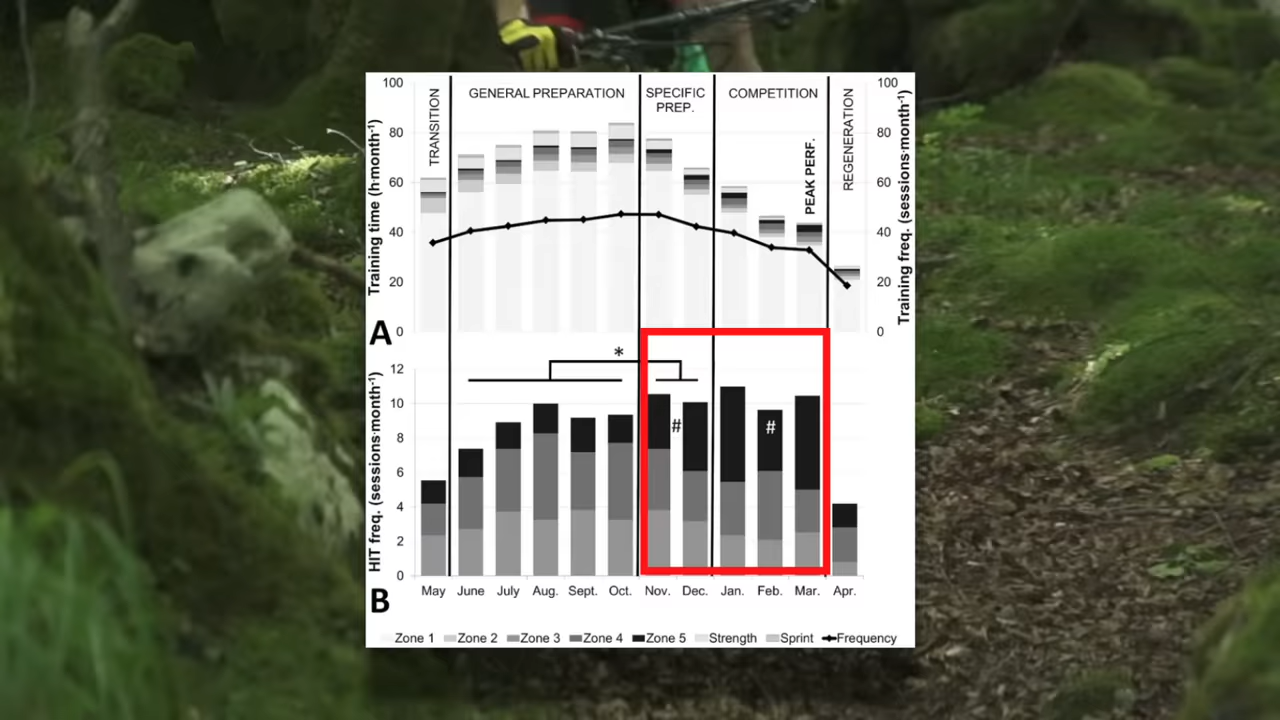 100
80
60
40
20
0
Training time (h·month⁻¹)
TRANSITION
GENERAL PREPARATION
SPECIFIC
PREP.
COMPETITION
PEAK PERF.
REGENERATION
100
80
60
40
20
0
Training freq. (sessions·month⁻¹)
A
*
12
10
8
6
4
2
0
HIT freq. (sessions·month⁻¹)
# #
May June July Aug. Sept. Oct. Nov. Dec. Jan. Feb. Mar. Apr.
B
Zone 1 Zone 2 Zone 3 Zone 4 Zone 5 Strength Sprint Frequency